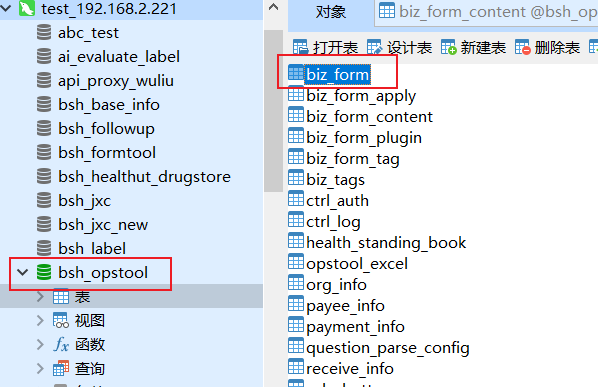 test_192.168.2.221
abc_test
ai_evaluate_label
api_proxy_wuliu
bsh_base_info
bsh_followup
bsh_formtool
bsh_healthut_drugstore
bsh_jxc
bsh_jxc_new
bsh_label
bsh_opstool
表
视图
函数
查询
对象
biz_form_content @bsh_op
打开表 设计表 新建表 删除表
biz_form
biz_form_apply
biz_form_content
biz_form_plugin
biz_form_tag
biz_tags
ctrl_auth
ctrl_log
health_standing_book
opstool_excel
org_info
payee_info
payment_info
question_parse_config
receive_info